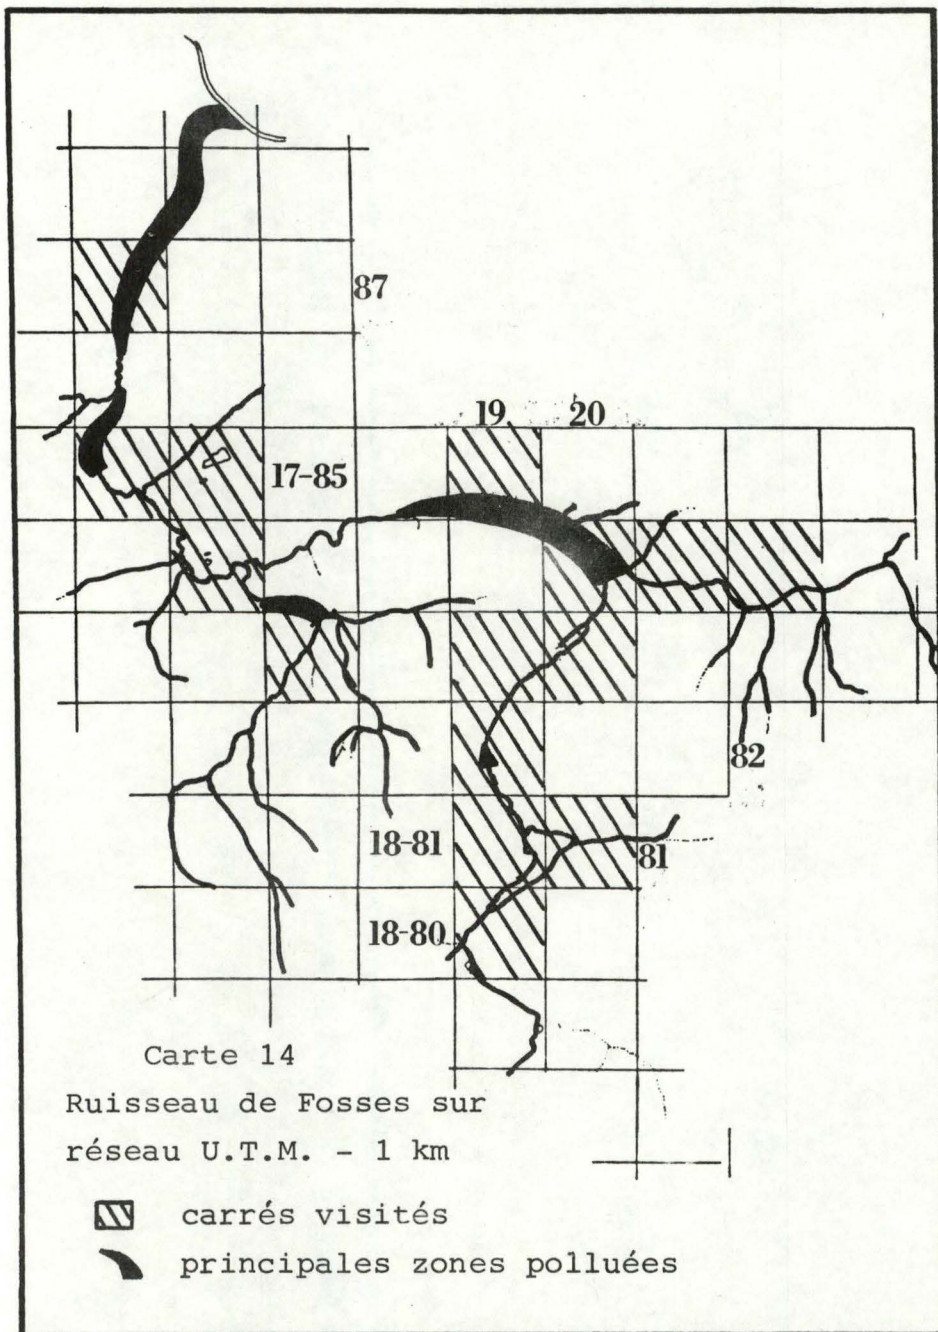 87
19 20
17-85
82
18-81
81
18-80
Carte 14
Ruisseau de Fosses sur
réseau U.T.M. - 1 km
carrés visités
principales zones polluées